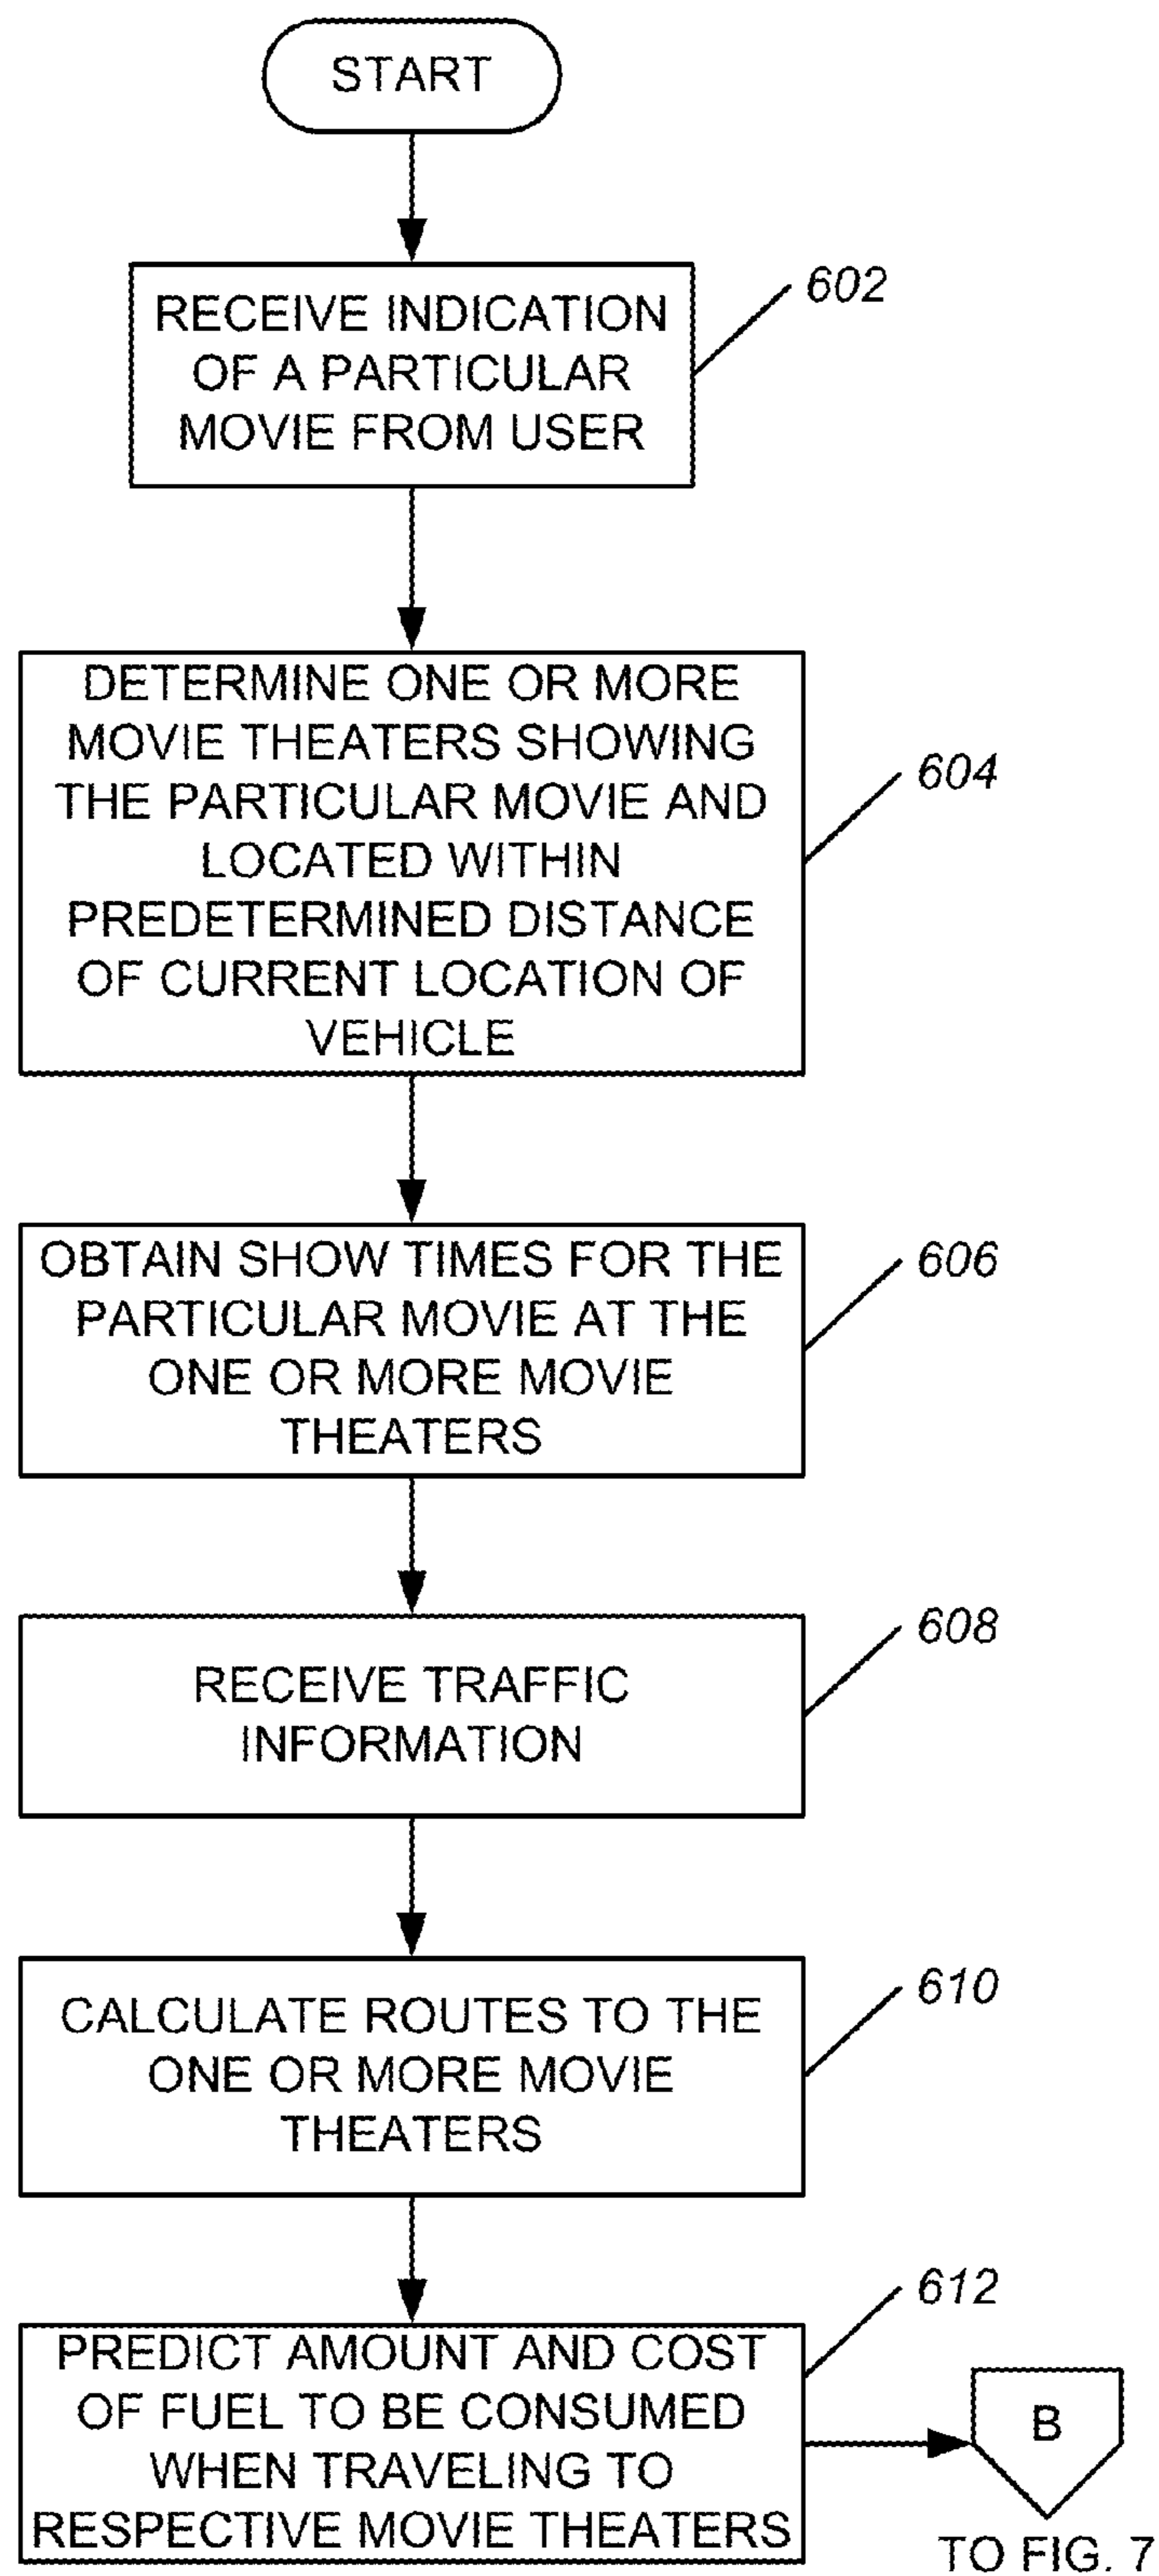 START
RECEIVE INDICATION
OF A PARTICULAR
MOVIE FROM USER
602
DETERMINE ONE OR MORE
MOVIE THEATERS SHOWING
THE PARTICULAR MOVIE AND
LOCATED WITHIN
PREDETERMINED DISTANCE
OF CURRENT LOCATION OF
VEHICLE
604
OBTAIN SHOW TIMES FOR THE
PARTICULAR MOVIE AT THE
ONE OR MORE MOVIE
THEATERS
606
RECEIVE TRAFFIC
INFORMATION
608
CALCULATE ROUTES TO THE
ONE OR MORE MOVIE
THEATERS
610
PREDICT AMOUNT AND COST
OF FUEL TO BE CONSUMED
WHEN TRAVELING TO
RESPECTIVE MOVIE THEATERS
612
B
TO FIG. 7